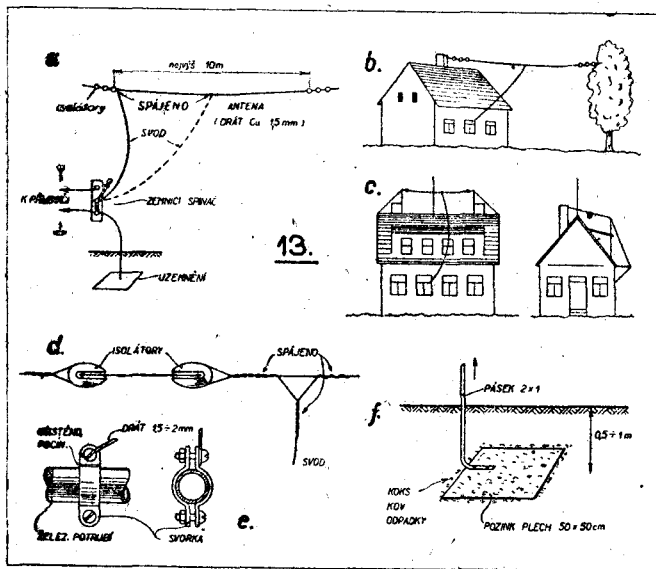 a
nejvýš 10m
isolátory
SPÁJENO
ANTENA
(DRÁT Cu 1,5 mm)
SVOD
K PŘIJÍMAČI
ZEMNICÍ SPÍNAČ
UZEMNĚNÍ
13.
b.
c.
d.
ISOLÁTORY
SPÁJENO
SVOD
e.
DRÁT 1,5÷2mm
POCÍN.
ŽELEZ. POTRUBÍ
SVORKA
f.
PÁSEK 2×1
0,5÷1m
KOKS
KOV
ODPADKY
POZINK PLECH 50×50cm